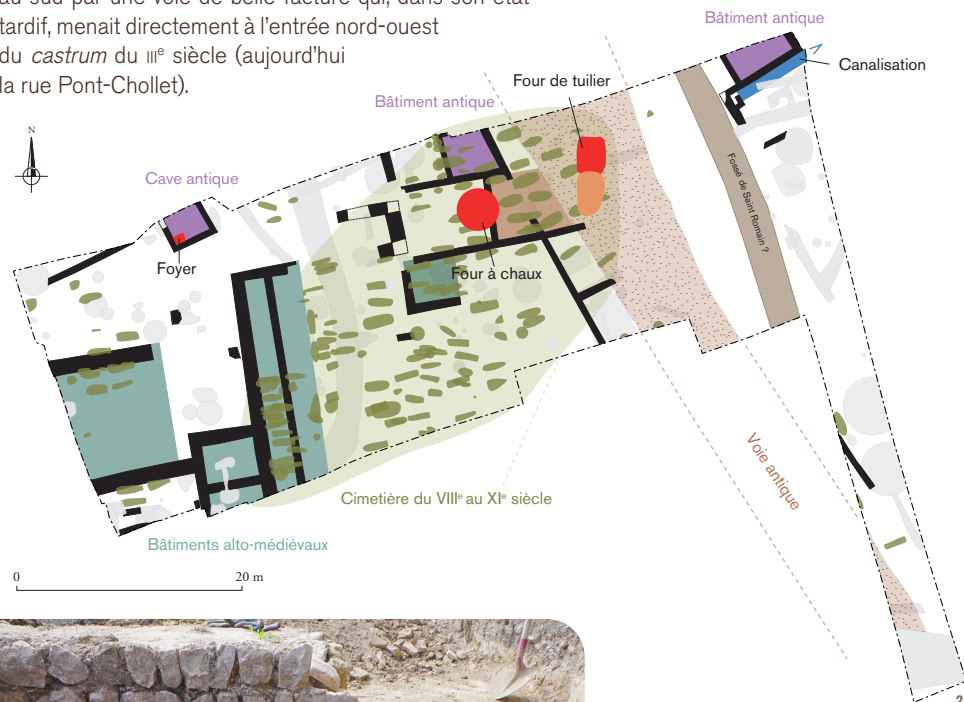 au sud par une voie de belle facture qui, dans son état
tardif, menait directement à l'entrée nord-ouest
du castrum du IIIe siècle (aujourd'hui
la rue Pont-Chollet).
Bâtiment antique
Canalisation
Four de tuilier
Bâtiment antique
N
Cave antique
Fossé de Saint Romain ?
Foyer
Four à chaux
Voie antique
Cimetière du VIIIe au XIe siècle
Bâtiments alto-médiévaux
0 20 m
2